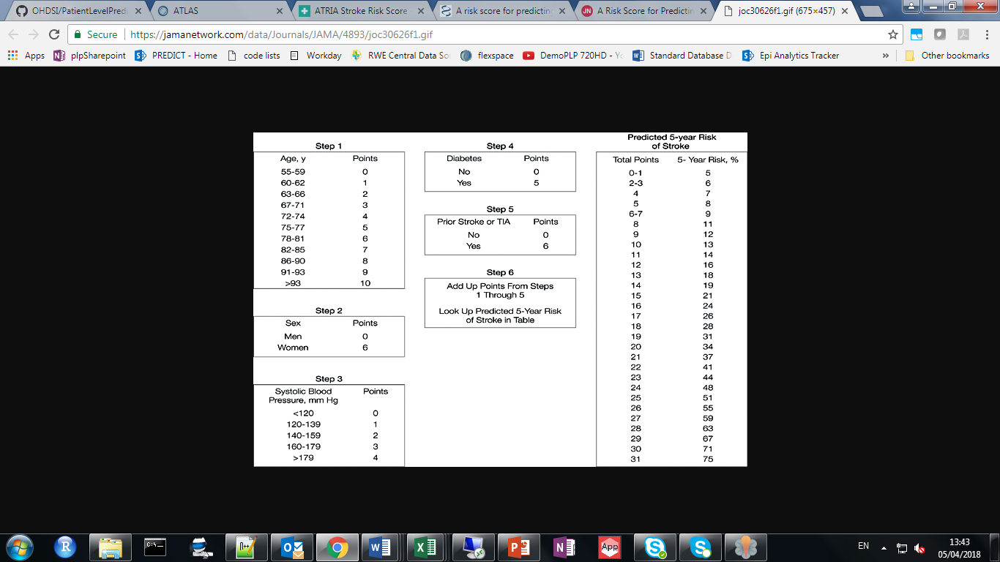 OHDSI/PatientLevelPredi
ATLAS
ATRIA Stroke Risk Score
A risk score for predictin
A Risk Score for Predictin
joc30626f1.gif (675×457)
Secure https://jamanetwork.com/data/Journals/JAMA/4893/joc30626f1.gif
Apps plpSharepoint PREDICT - Home code lists Workday RWE Central Data So flexspace DemoPLP 720HD - Yo Standard Database D Epi Analytics Tracker » Other bookmarks
Step 1
Age, y Points
55-59 0
60-62 1
63-66 2
67-71 3
72-74 4
75-77 5
78-81 6
82-85 7
86-90 8
91-93 9
>93 10
Step 2
Sex Points
Men 0
Women 6
Step 3
Systolic Blood Points
Pressure, mm Hg
<120 0
120-139 1
140-159 2
160-179 3
>179 4
Step 4
Diabetes Points
No 0
Yes 5
Step 5
Prior Stroke or TIA Points
No 0
Yes 6
Step 6
Add Up Points From Steps
1 Through 5
Look Up Predicted 5-Year Risk
of Stroke in Table
Predicted 5-year Risk
of Stroke
Total Points 5- Year Risk, %
0-1 5
2-3 6
4 7
5 8
6-7 9
8 11
9 12
10 13
11 14
12 16
13 18
14 19
15 21
16 24
17 26
18 28
19 31
20 34
21 37
22 41
23 44
24 48
25 51
26 55
27 59
28 63
29 67
30 71
31 75
EN
13:43
05/04/2018